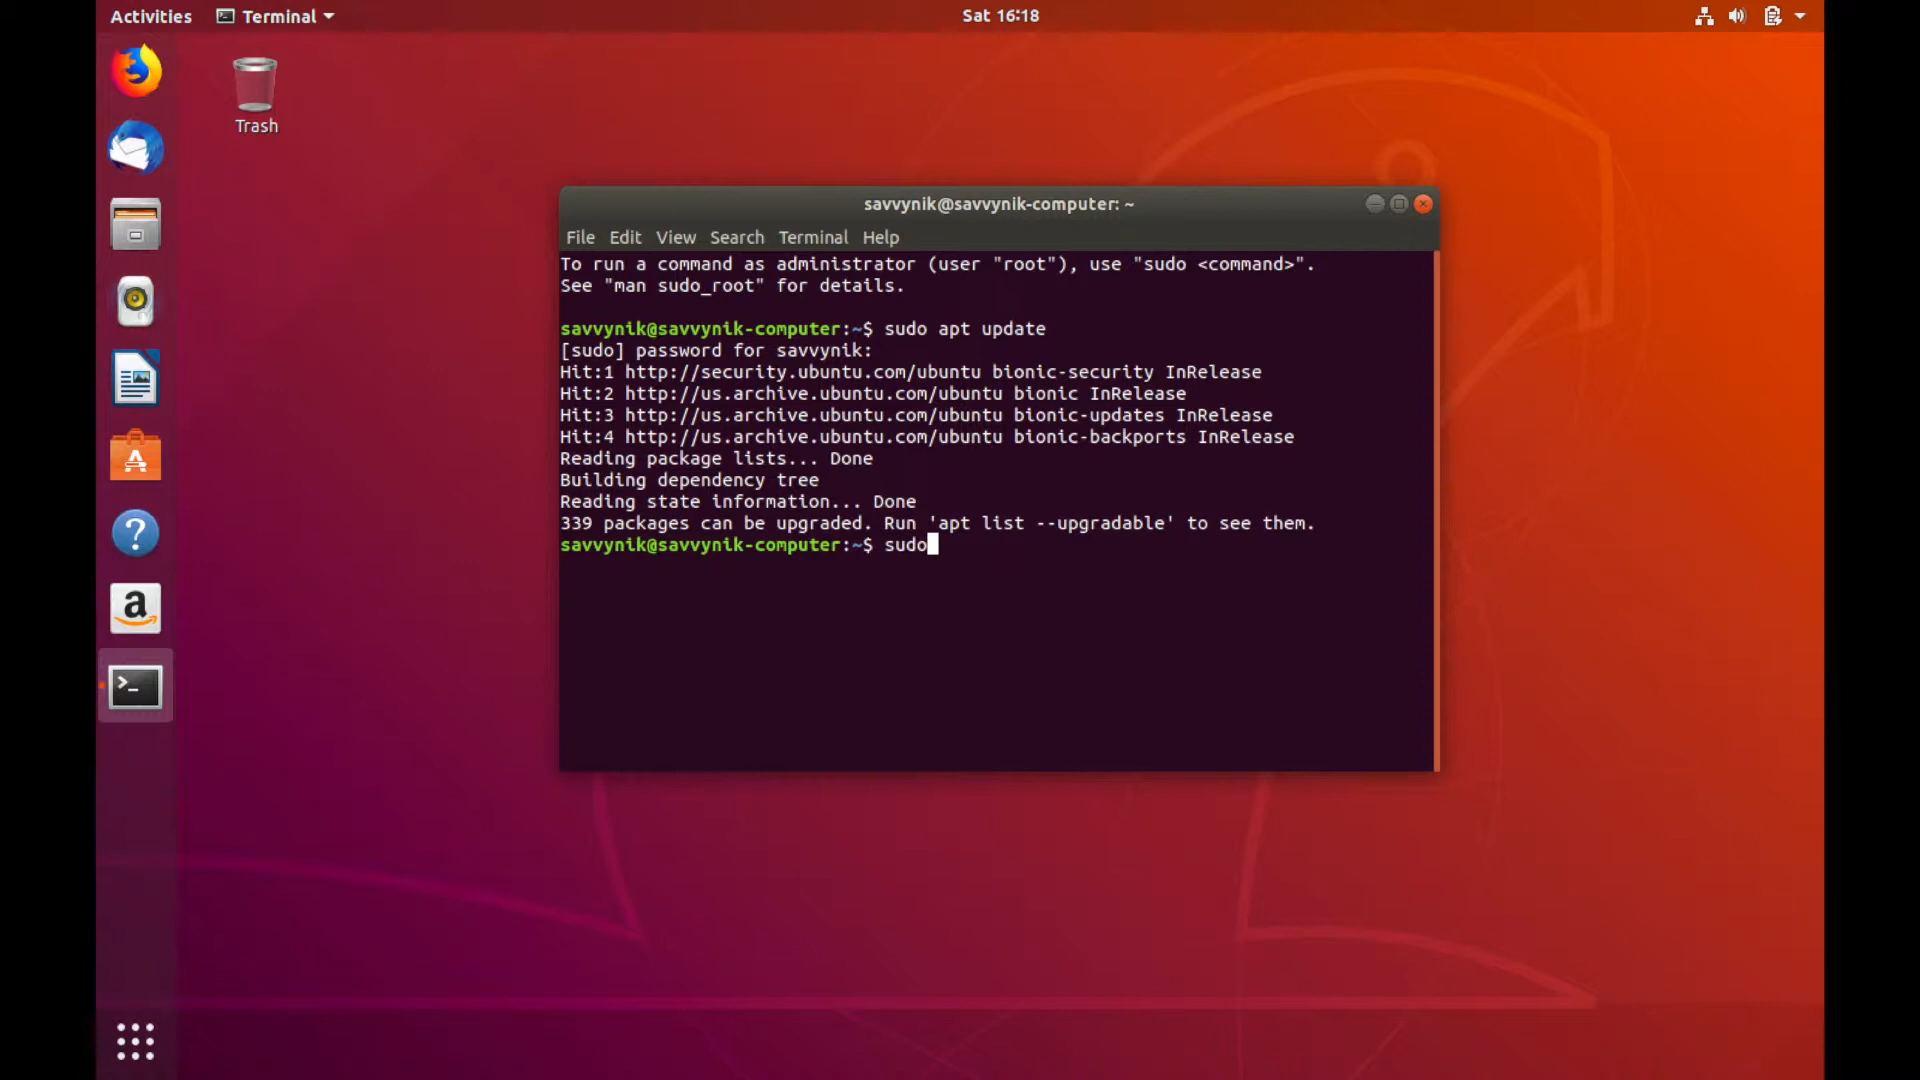 Activities Terminal Sat 16:18
Trash
savvynik@savvynik-computer: ~
File Edit View Search Terminal Help
To run a command as administrator (user "root"), use "sudo <command>".
See "man sudo_root" for details.
savvynik@savvynik-computer:~$ sudo apt update
[sudo] password for savvynik:
Hit:1 http://security.ubuntu.com/ubuntu bionic-security InRelease
Hit:2 http://us.archive.ubuntu.com/ubuntu bionic InRelease
Hit:3 http://us.archive.ubuntu.com/ubuntu bionic-updates InRelease
Hit:4 http://us.archive.ubuntu.com/ubuntu bionic-backports InRelease
Reading package lists... Done
Building dependency tree
Reading state information... Done
339 packages can be upgraded. Run 'apt list --upgradable' to see them.
savvynik@savvynik-computer:~$ sudo